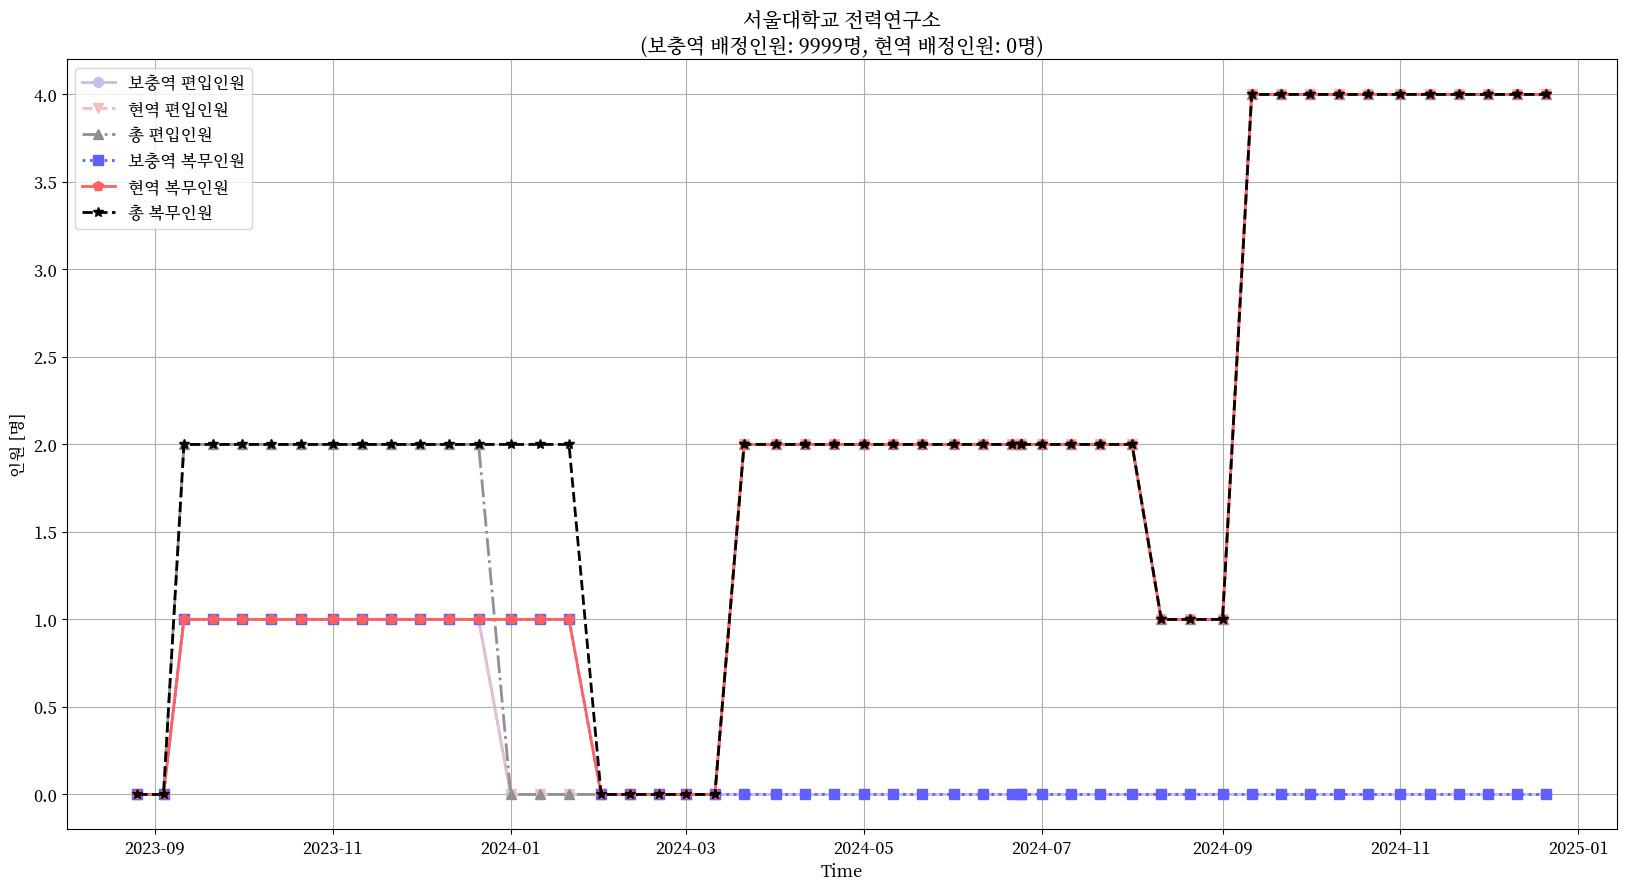 서울대학교 전력연구소
(보충역 배정인원: 9999명, 현역 배정인원: 0명)
보충역 편입인원
현역 편입인원
총 편입인원
보충역 복무인원
현역 복무인원
총 복무인원
4.0
3.5
3.0
2.5
2.0
1.5
1.0
0.5
0.0
인원 [명]
2023-09 2023-11 2024-01 2024-03 2024-05 2024-07 2024-09 2024-11 2025-01
Time